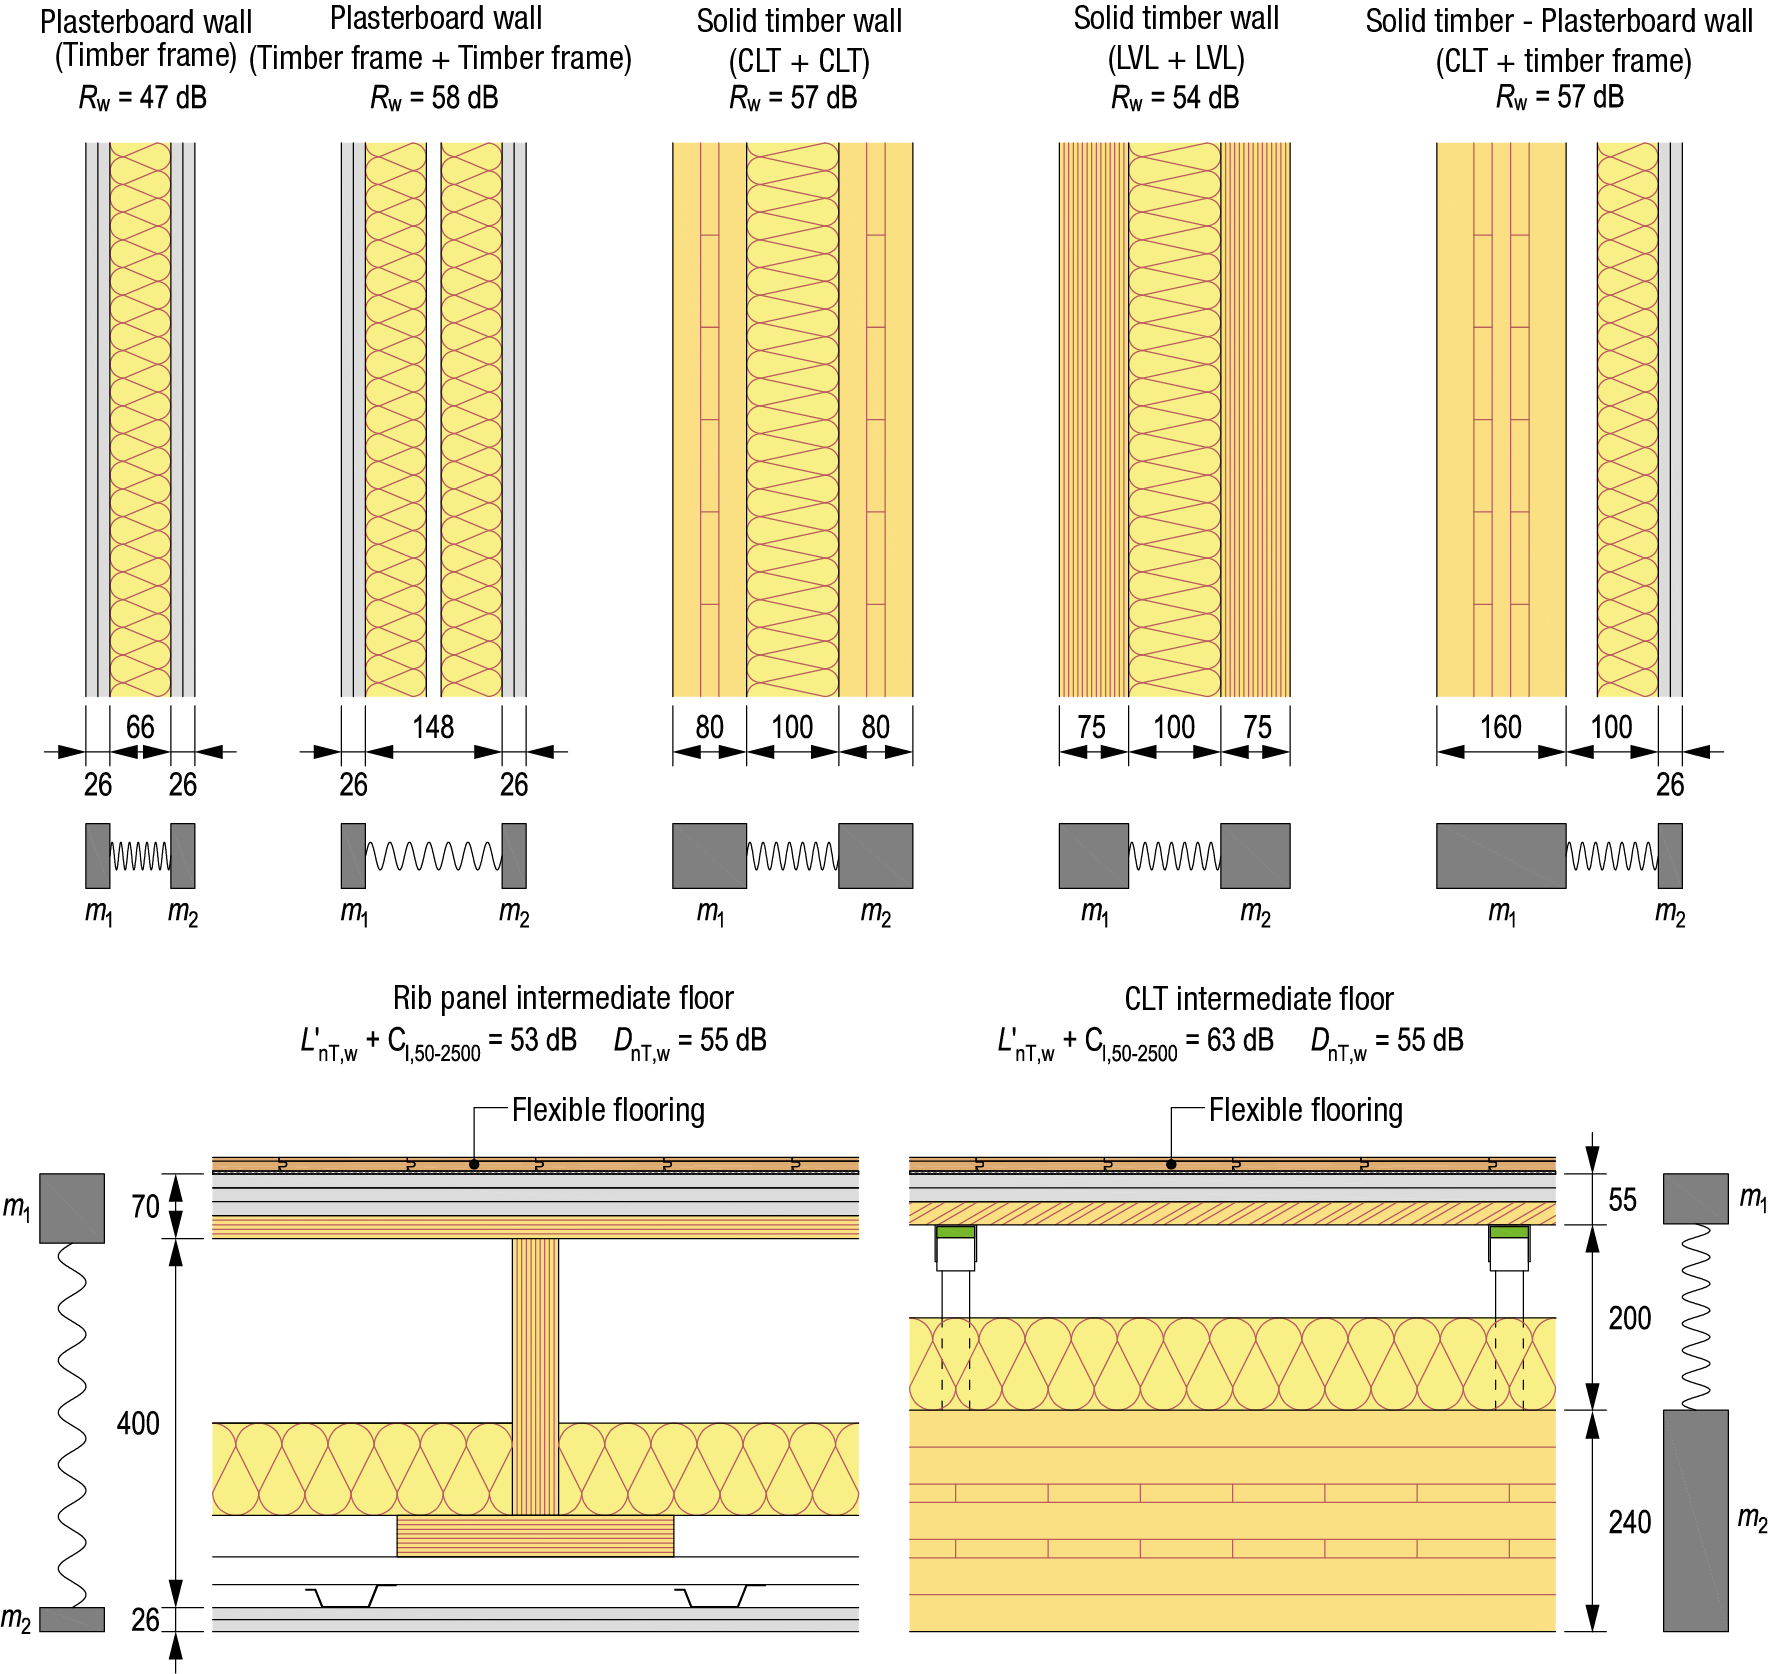 Plasterboard wall
(Timber frame)
Rw = 47 dB
Plasterboard wall
(Timber frame + Timber frame)
Rw = 58 dB
Solid timber wall
(CLT + CLT)
Rw = 57 dB
Solid timber wall
(LVL + LVL)
Rw = 54 dB
Solid timber - Plasterboard wall
(CLT + timber frame)
Rw = 57 dB
66
26 26
m1 m2
148
26 26
m1 m2
80 100 80
m1 m2
75 100 75
m1 m2
160 100
26
m1 m2
Rib panel intermediate floor
L'nT,w + CI,50-2500 = 53 dB DnT,w = 55 dB
Flexible flooring
m1
70
400
m2
26
CLT intermediate floor
L'nT,w + CI,50-2500 = 63 dB DnT,w = 55 dB
Flexible flooring
55
m1
200
240
m2